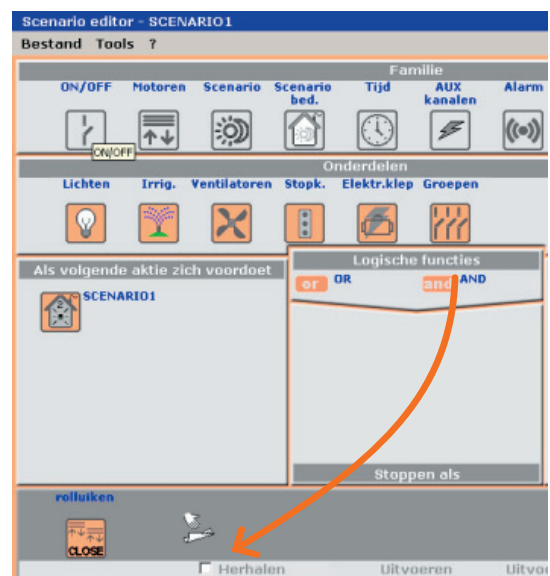 Scenario editor - SCENARIO1
Bestand Tools ?
Familie
ON/OFF Motoren Scenario Scenario bed. Tijd AUX kanalen Alarm
ON/OFF
Onderdelen
Lichten Irrig. Ventilatoren Stopk. Elektr.klep Groepen
Logische functies
or OR and AND
Als volgende aktie zich voordoet
SCENARIO1
Stoppen als
rolluiken
CLOSE
Herhalen Uitvoeren